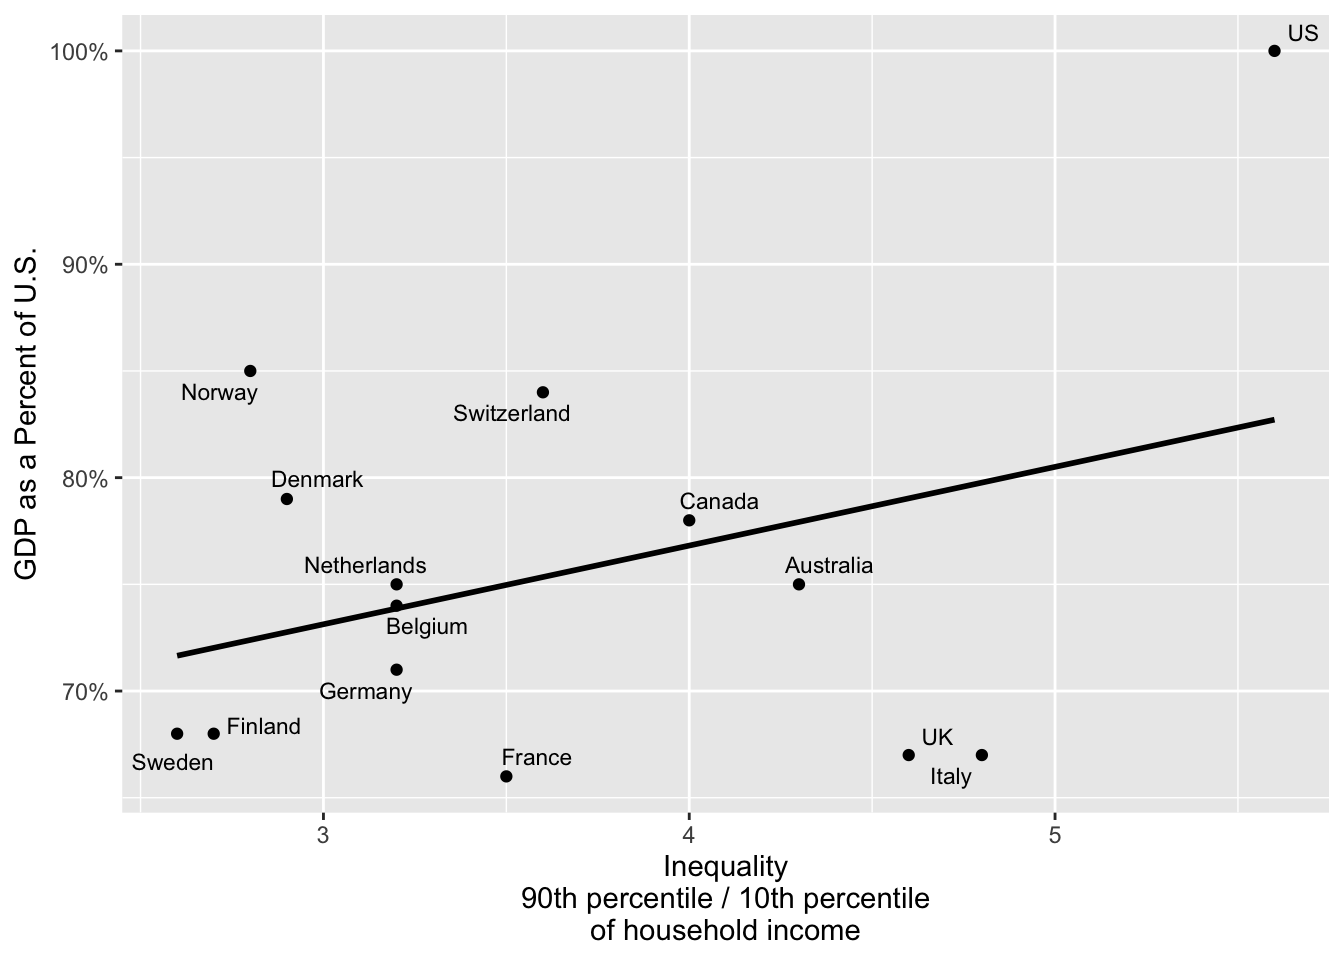 US
100%
90%
Norway
Switzerland
Denmark
80%
Canada
Netherlands
Australia
Belgium
Germany
70%
Finland
UK
Sweden
France
Italy
GDP as a Percent of U.S.
3
4
5
Inequality
90th percentile / 10th percentile
of household income